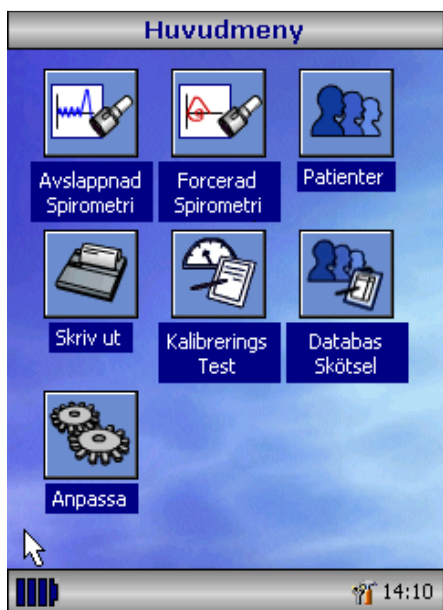 Huvudmeny
Avslappnad
Spirometri
Forcerad
Spirometri
Patienter
Skriv ut
Kalibrerings
Test
Databas
Skötsel
Anpassa
14:10